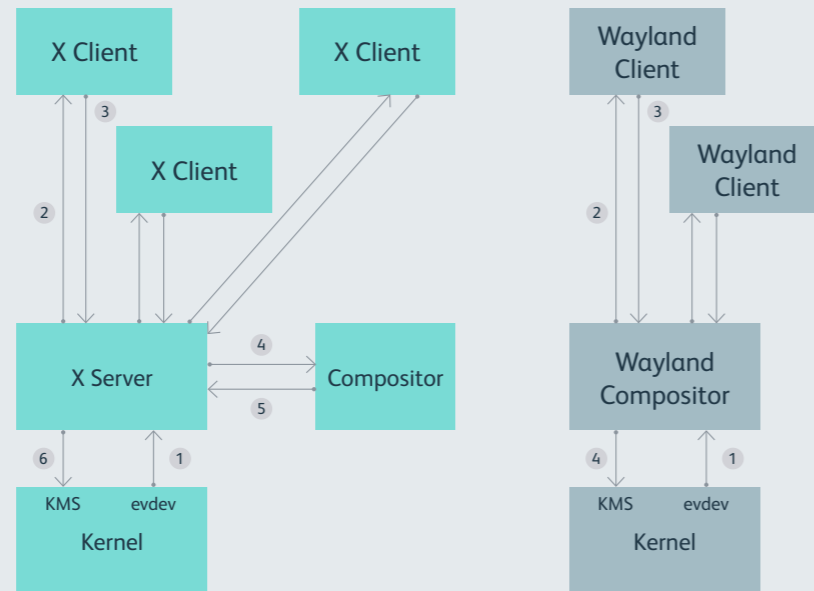 X Client
X Client
Wayland
Client
3
3
X Client
Wayland
Client
2
2
4
X Server
Compositor
Wayland
Compositor
5
6
1
4
1
KMS
evdev
KMS
evdev
Kernel
Kernel